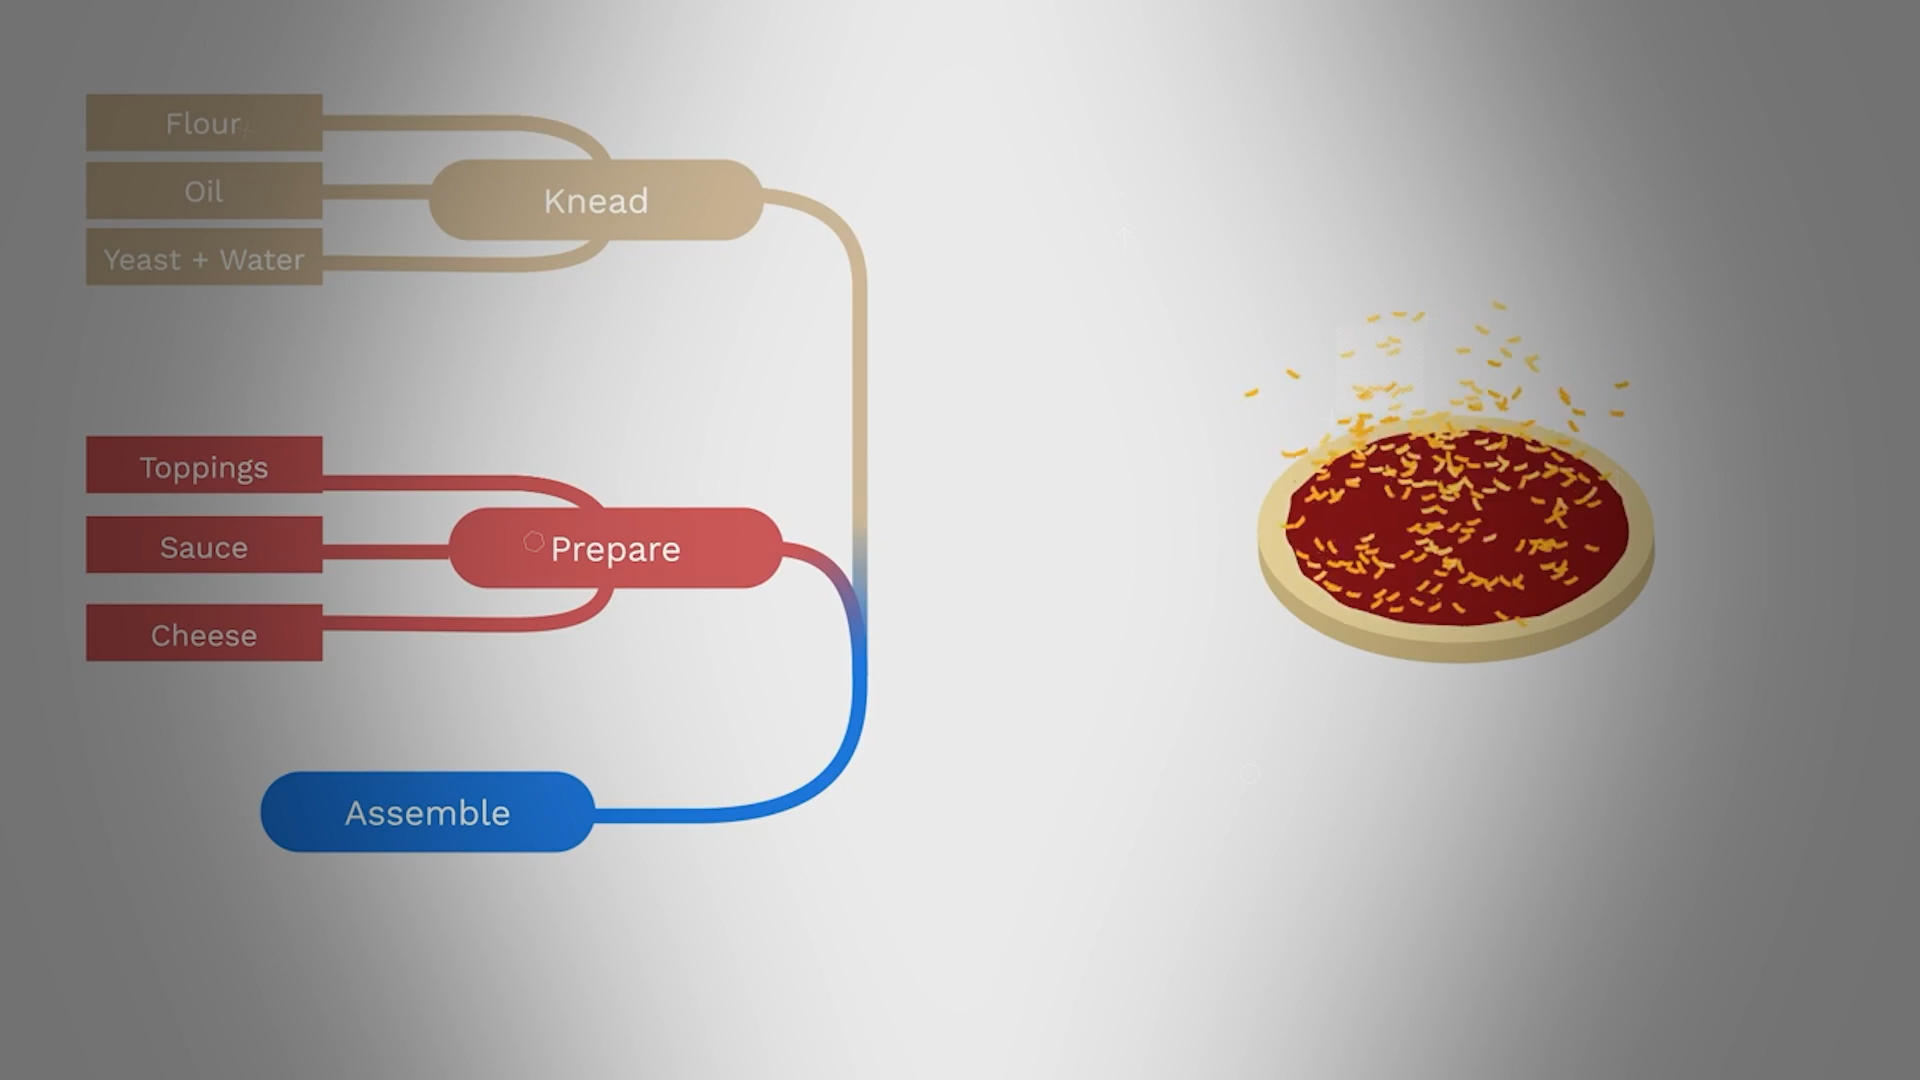 Flour
Oil
Yeast + Water
Knead
Toppings
Sauce
Cheese
Prepare
Assemble